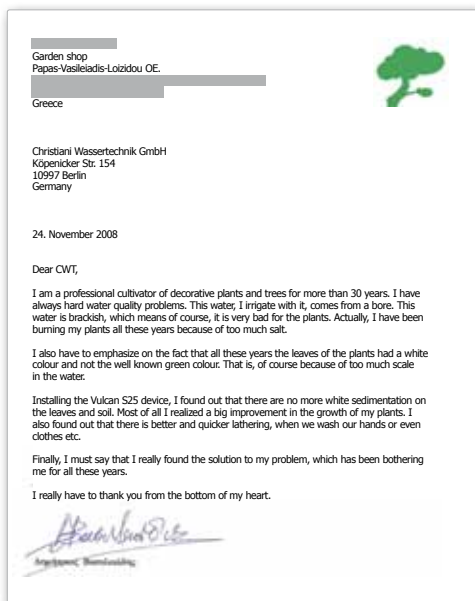 Garden shop
Papas-Vasileiadis-Loizidou OE.
Greece
Christiani Wassertechnik GmbH
Köpenicker Str. 154
10997 Berlin
Germany
24. November 2008
Dear CWT,
I am a professional cultivator of decorative plants and trees for more than 30 years. I have
always hard water quality problems. This water, I irrigate with it, comes from a bore. This
water is brackish, which means of course, it is very bad for the plants. Actually, I have been
burning my plants all these years because of too much salt.
I also have to emphasize on the fact that all these years the leaves of the plants had a white
colour and not the well known green colour. That is, of course because of too much scale
in the water.
Installing the Vulcan S25 device, I found out that there are no more white sedimentation on
the leaves and soil. Most of all I realized a big improvement in the growth of my plants. I
also found out that there is better and quicker lathering, when we wash our hands or even
clothes etc.
Finally, I must say that I really found the solution to my problem, which has been bothering
me for all these years.
I really have to thank you from the bottom of my heart.